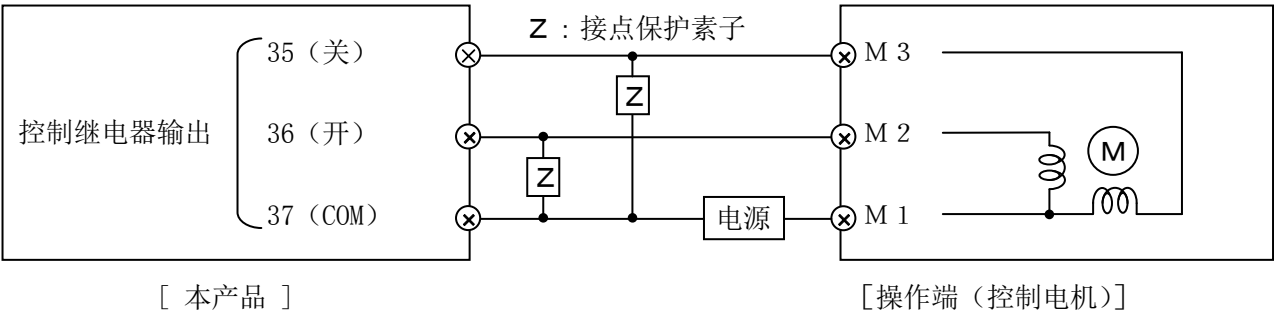 Z：接点保护素子
35（关）
M 3
Z
控制继电器输出
36（开）
M 2
M
Z
37（COM）
电源
M 1
[ 本产品 ]
[操作端（控制电机）]